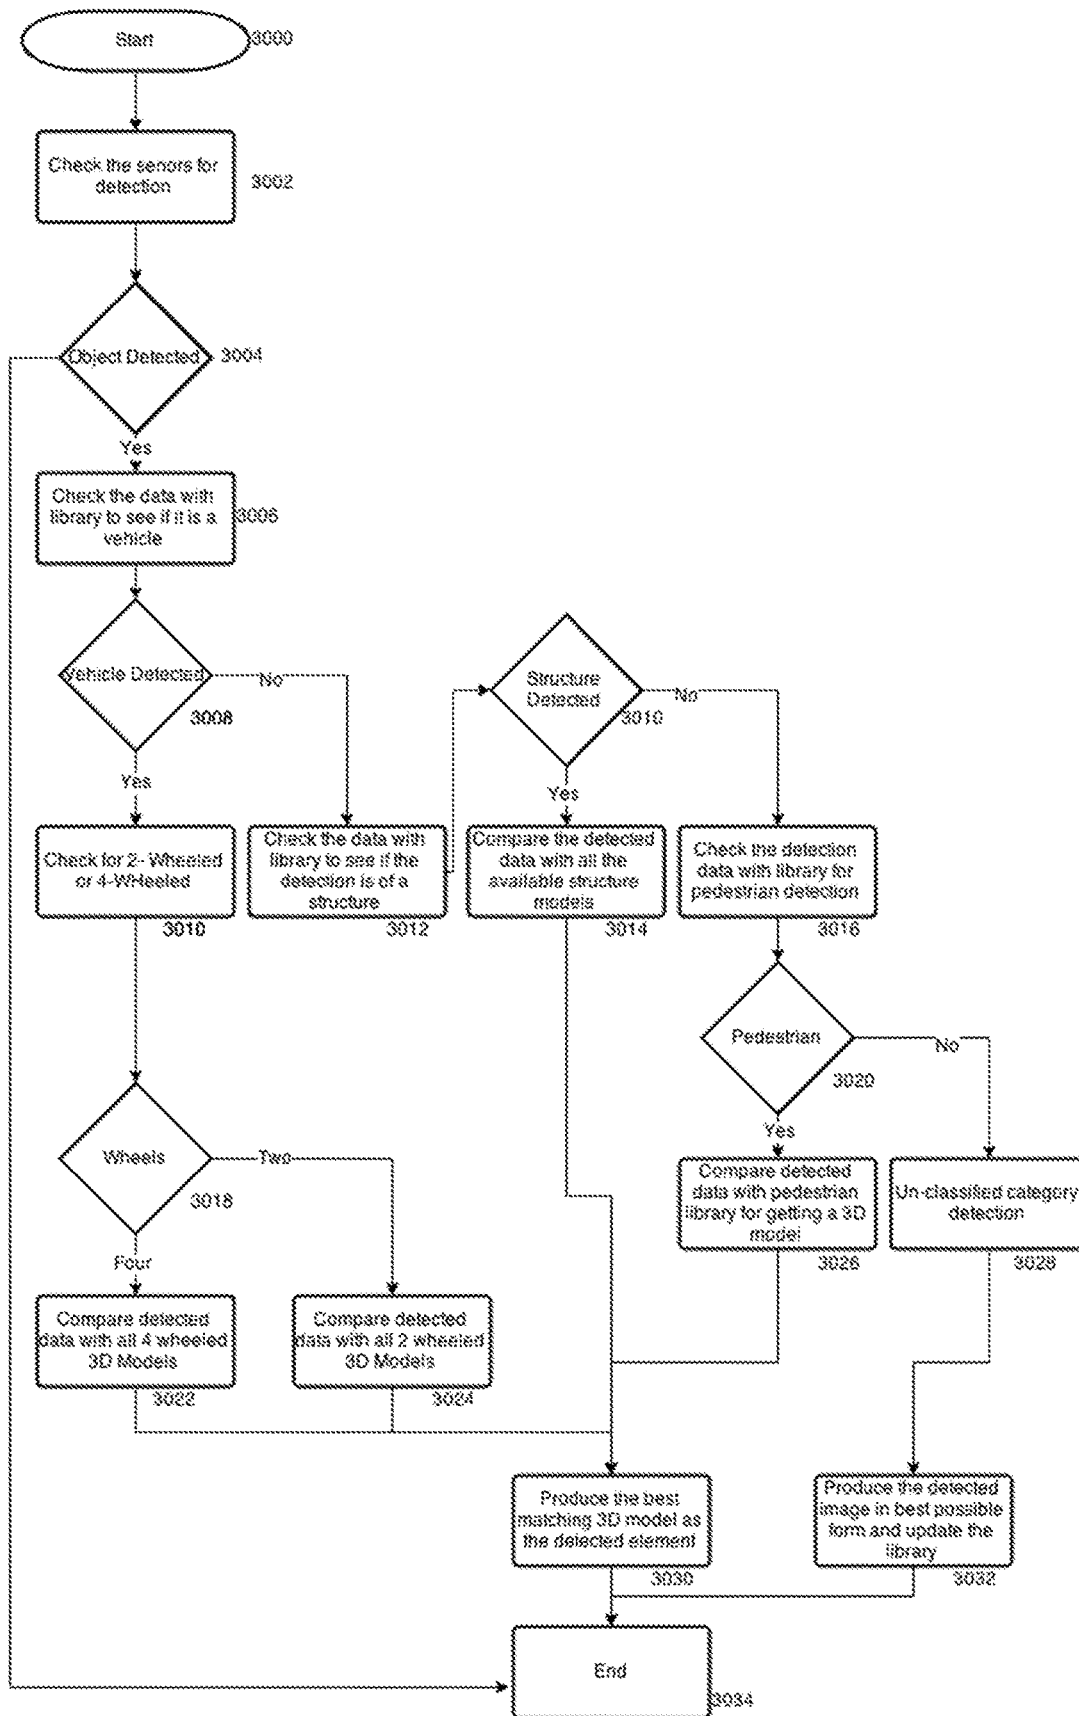 Start
3000
Check the senors for
detection
3002
Object Detected
3004
Yes
Check the data with
library to see if it is a
vehicle
3006
Vehicle Detected
No
3008
Yes
Structure
Detected
3010
No
Yes
Check for 2- Wheeled
or 4-WHeeled
3010
Check the data with
library to see if the
detection is of a
structure
3012
Compare the detected
data with all the
available structure
models
3014
Check the detection
data with library for
pedestrian detection
3016
Pedestrian
No
3020
Yes
Wheels
Two
3018
Four
Compare detected
data with pedestrian
library for getting a 3D
model
3026
Un-classified category
detection
3028
Compare detected
data with all 4 wheeled
3D Models
3022
Compare detected
data with all 2 wheeled
3D Models
3024
Produce the best
matching 3D model as
the detected element
3030
Produce the detected
image in best possible
form and update the
library
3032
End
3034